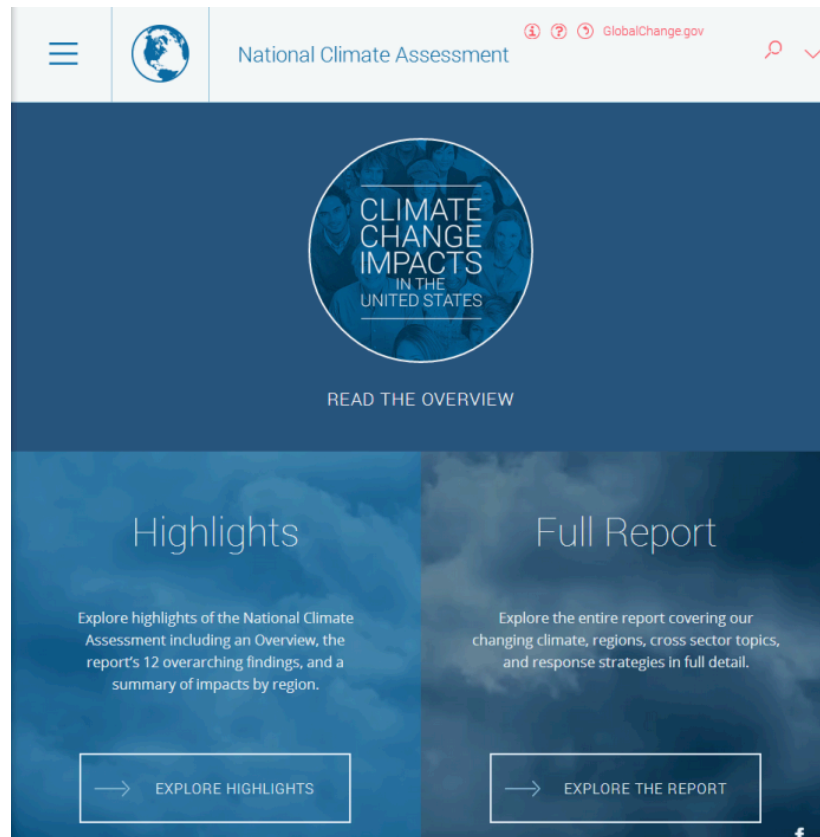 National Climate Assessment
GlobalChange.gov
CLIMATE
CHANGE
IMPACTS
IN THE
UNITED STATES
READ THE OVERVIEW
Highlights
Explore highlights of the National Climate
Assessment including an Overview, the
report's 12 overarching findings, and a
summary of impacts by region.
EXPLORE HIGHLIGHTS
Full Report
Explore the entire report covering our
changing climate, regions, cross sector topics,
and response strategies in full detail.
EXPLORE THE REPORT